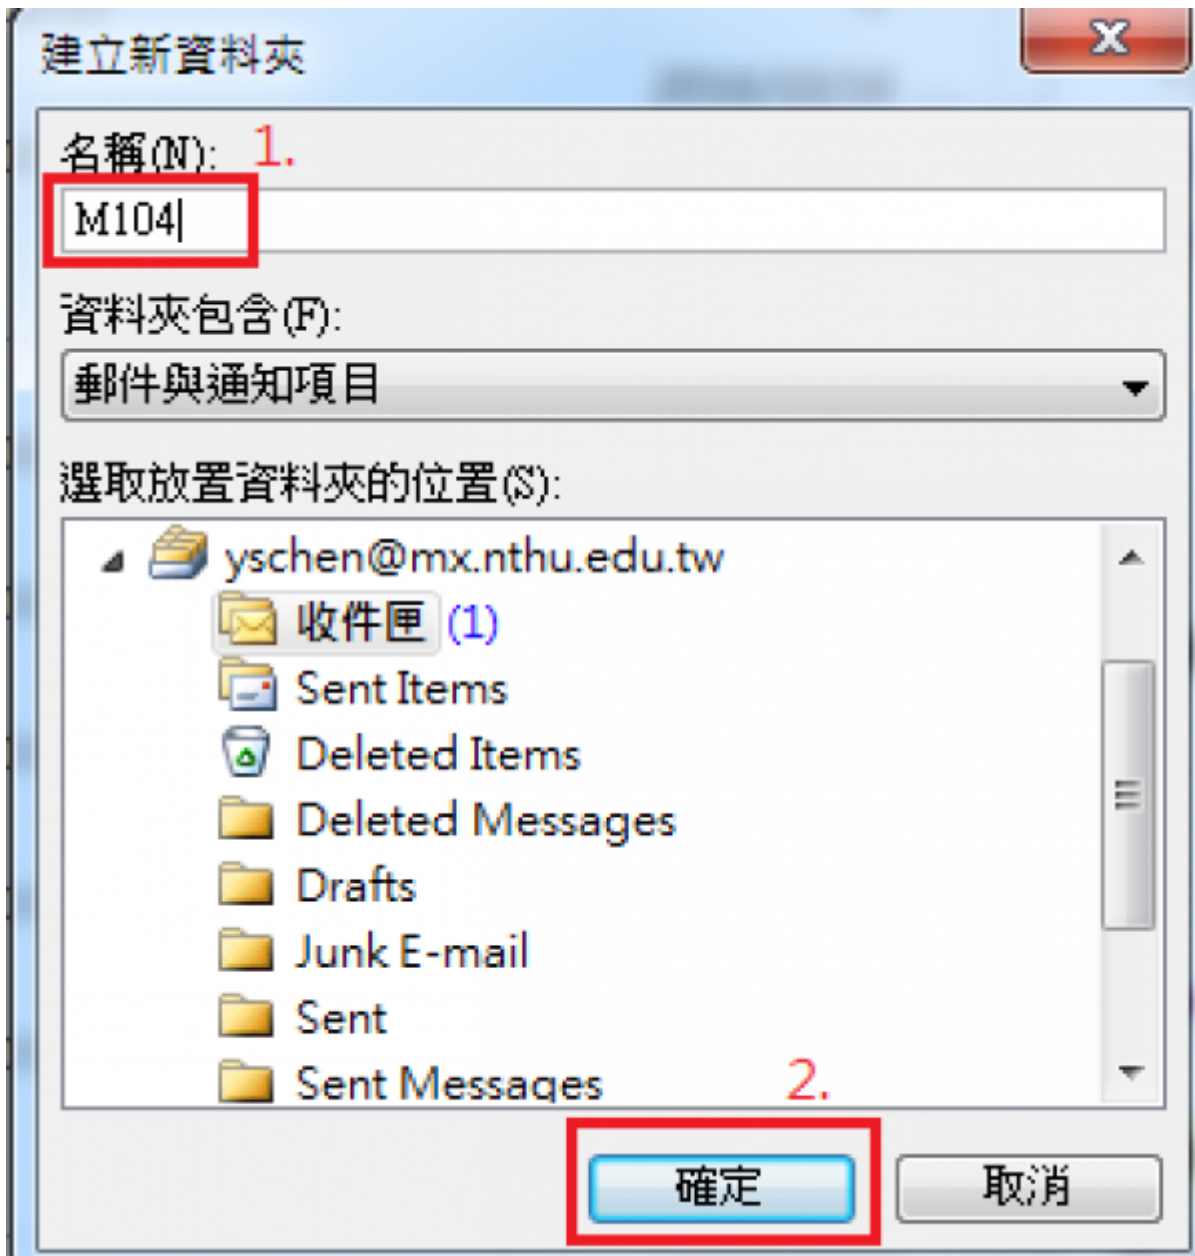 建立新資料夾
名稱(N): 1.
M104
資料夾包含(F):
郵件與通知項目
選取放置資料夾的位置(S):
yschen@mx.nthu.edu.tw
收件匣 (1)
Sent Items
Deleted Items
Deleted Messages
Drafts
Junk E-mail
Sent
Sent Messages
2.
確定 取消